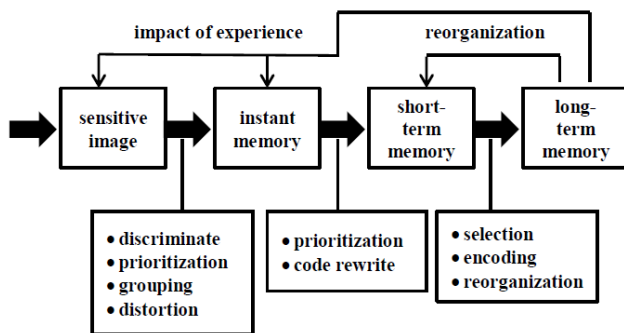 impact of experience
reorganization
sensitive
image
instant
memory
short-
term
memory
long-
term
memory
• discriminate
• prioritization
• grouping
• distortion
• prioritization
• code rewrite
• selection
• encoding
• reorganization